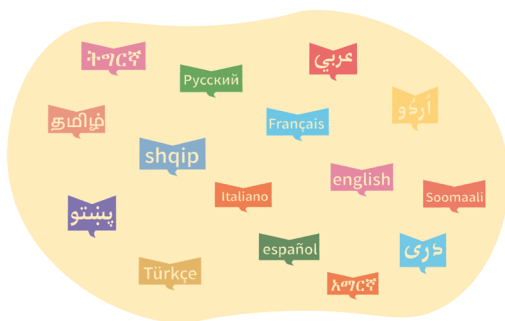 ትግርኛ
Русский
عربي
اُردُو
தமிழ்
Français
shqip
english
Italiano
Soomaali
پښتو
español
دری
Türkçe
አማርኛ